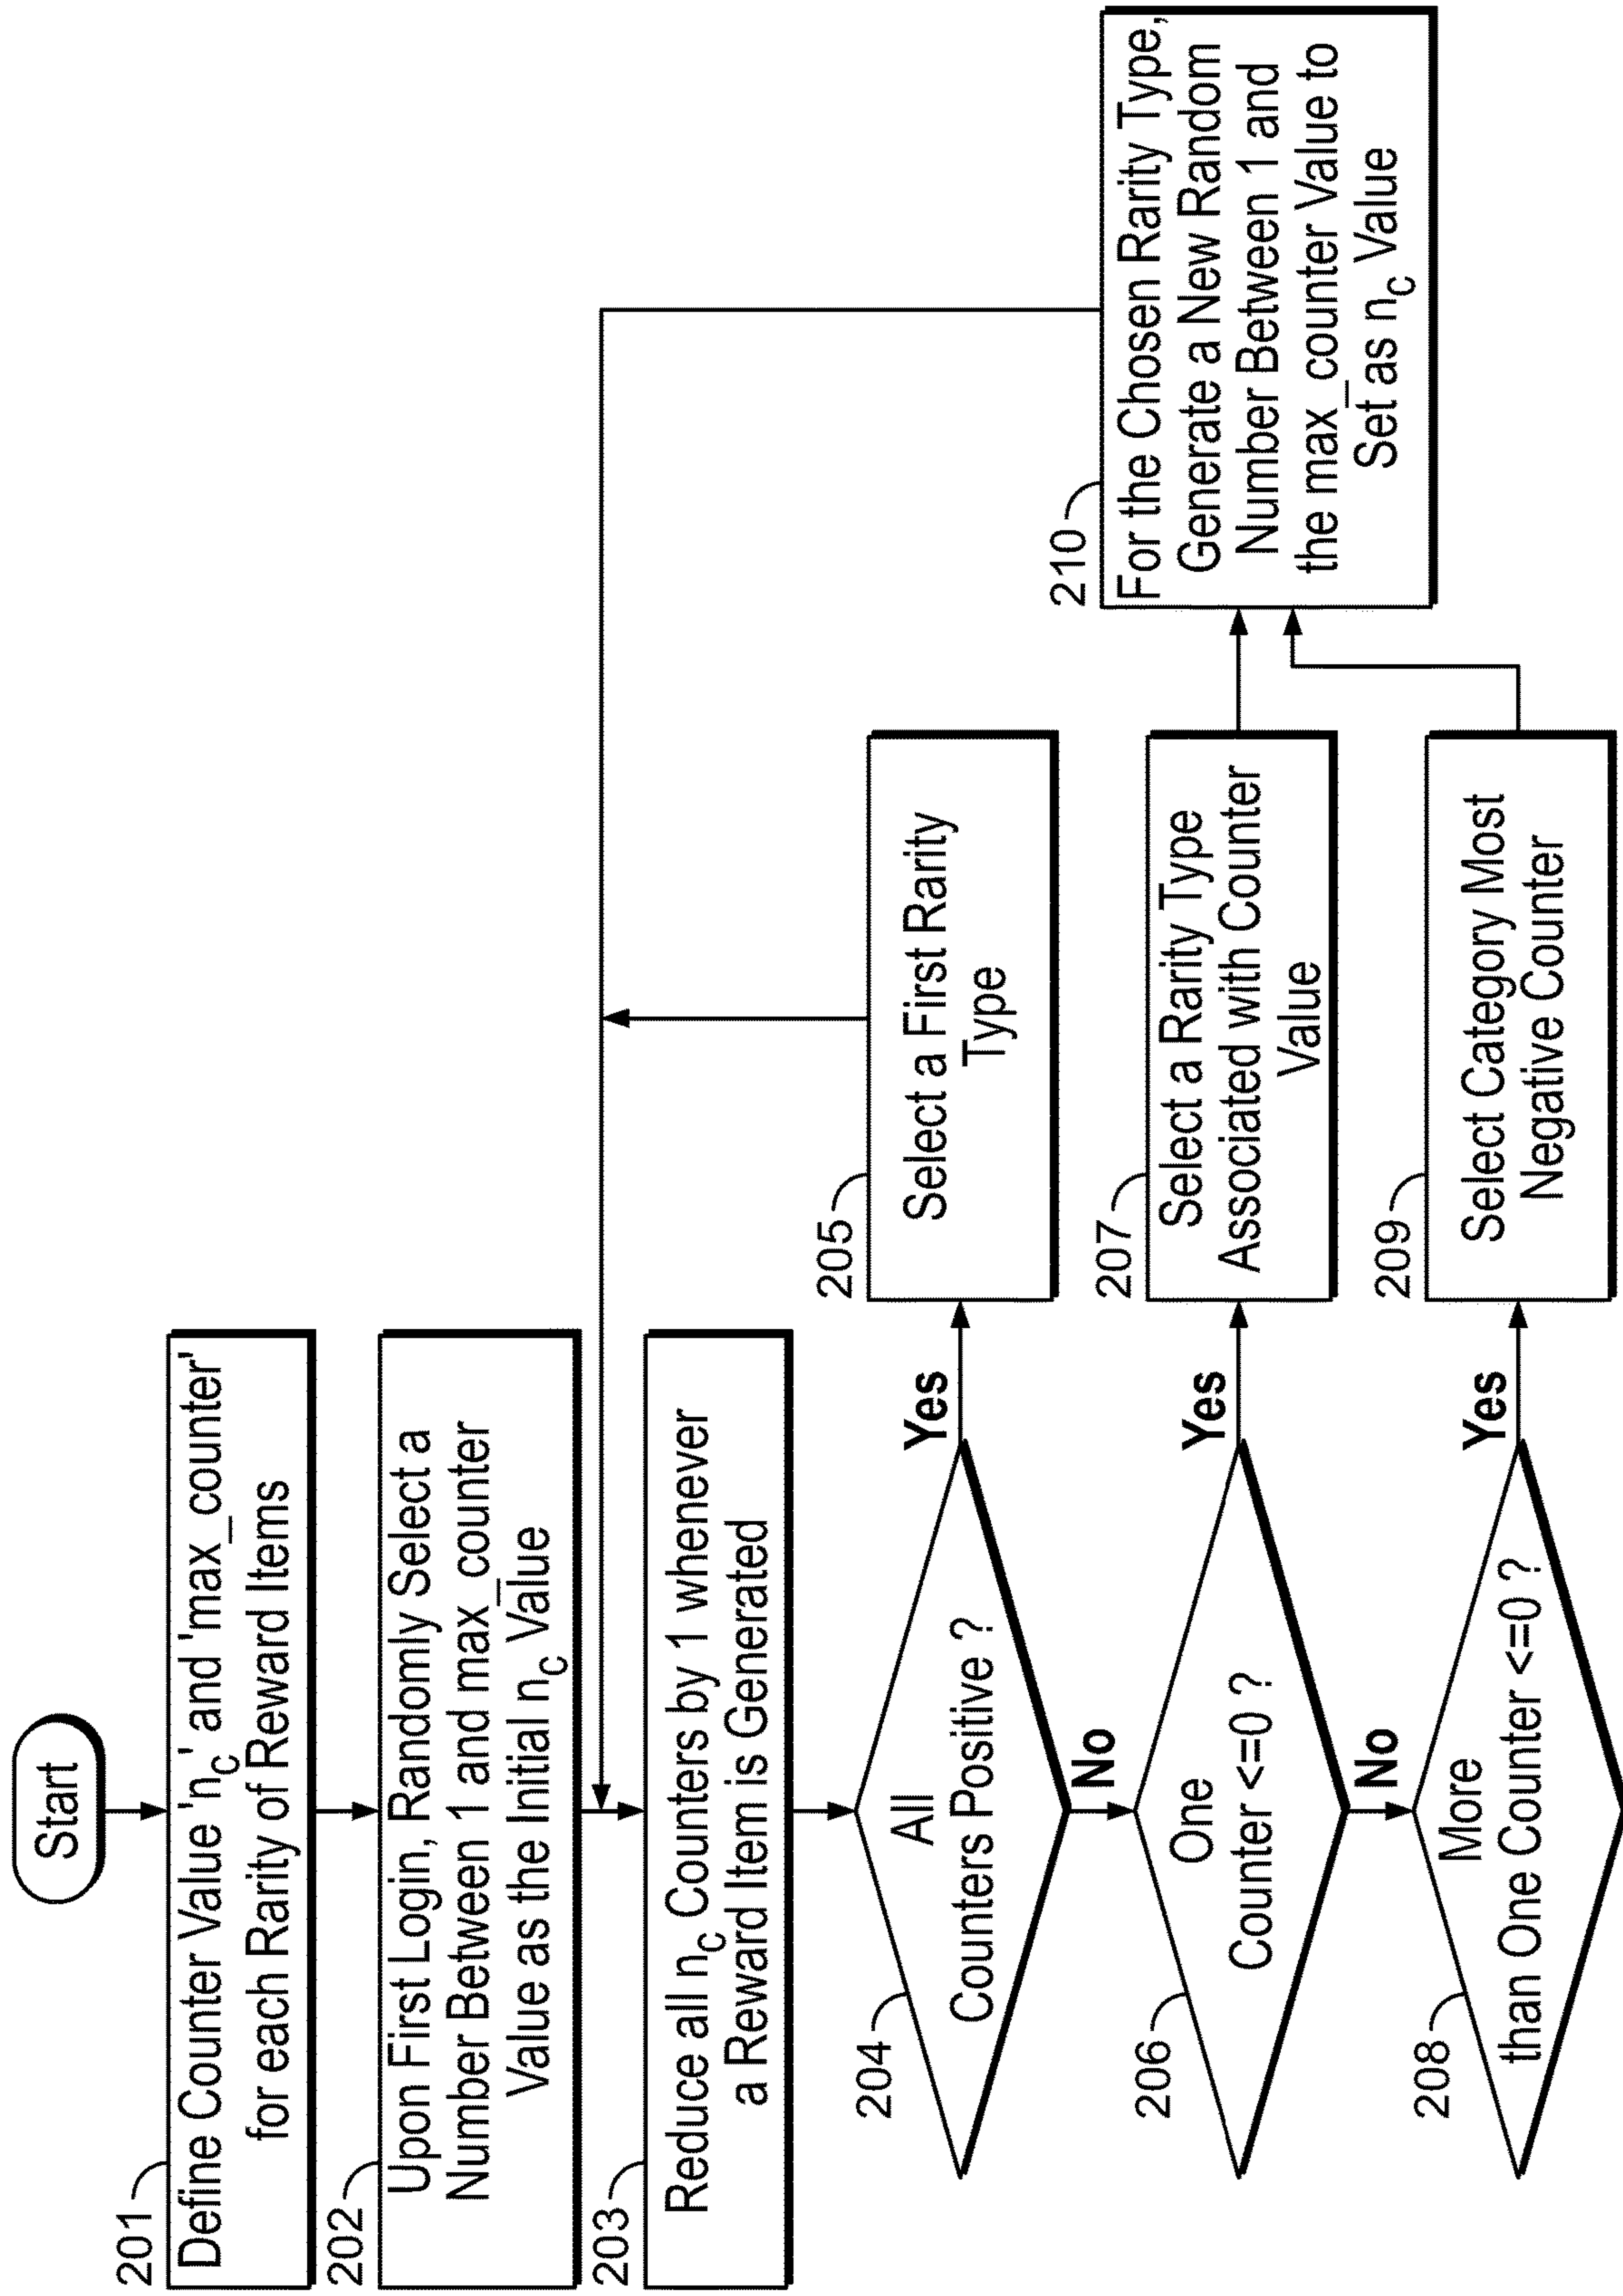 Start
201
Define Counter Value 'nc' and 'max_counter'
for each Rarity of Reward Items
202
Upon First Login, Randomly Select a
Number Between 1 and max_counter
Value as the Initial nc Value
203
Reduce all nc Counters by 1 whenever
a Reward Item is Generated
204
All
Counters Positive ?
Yes
205
Select a First Rarity
Type
No
206
One
Counter <=0 ?
Yes
207
Select a Rarity Type
Associated with Counter
Value
No
208
More
than One Counter <=0 ?
Yes
209
Select Category Most
Negative Counter
210
For the Chosen Rarity Type,
Generate a New Random
Number Between 1 and
the max_counter Value to
Set as nc Value